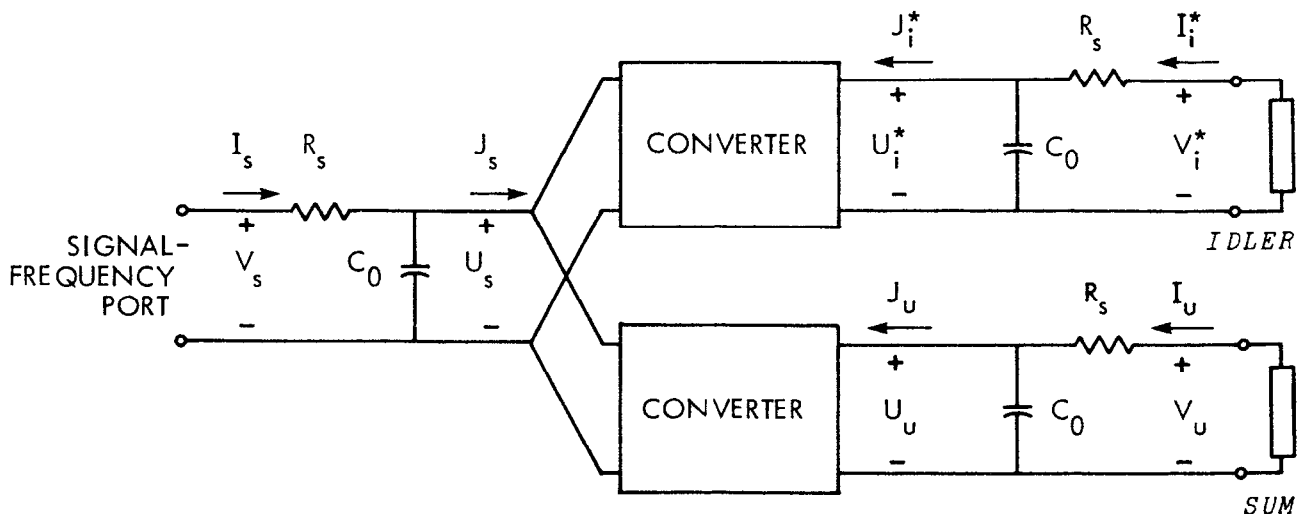 J_i^* R_s I_i^*
+ +
CONVERTER U_i^* C_0 V_i^*
- -
IDLER
I_s R_s J_s
+ +
SIGNAL-
FREQUENCY
PORT
V_s C_0 U_s
- -
J_u R_s I_u
+ +
CONVERTER U_u C_0 V_u
- -
SUM